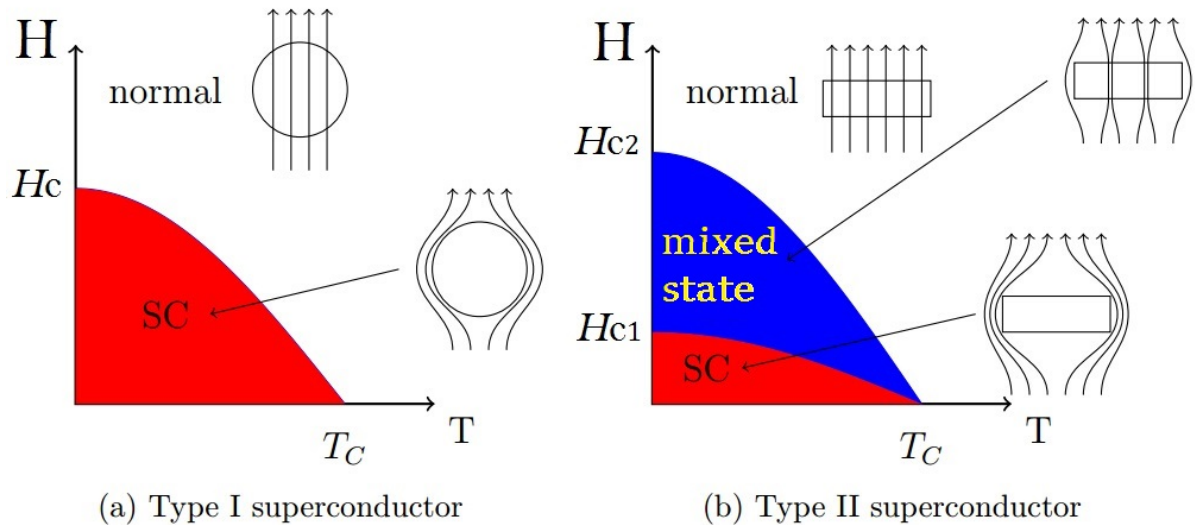 H
normal
Hc
SC
T
T_C
(a) Type I superconductor
H
normal
Hc2
mixed
state
Hc1
SC
T
T_C
(b) Type II superconductor